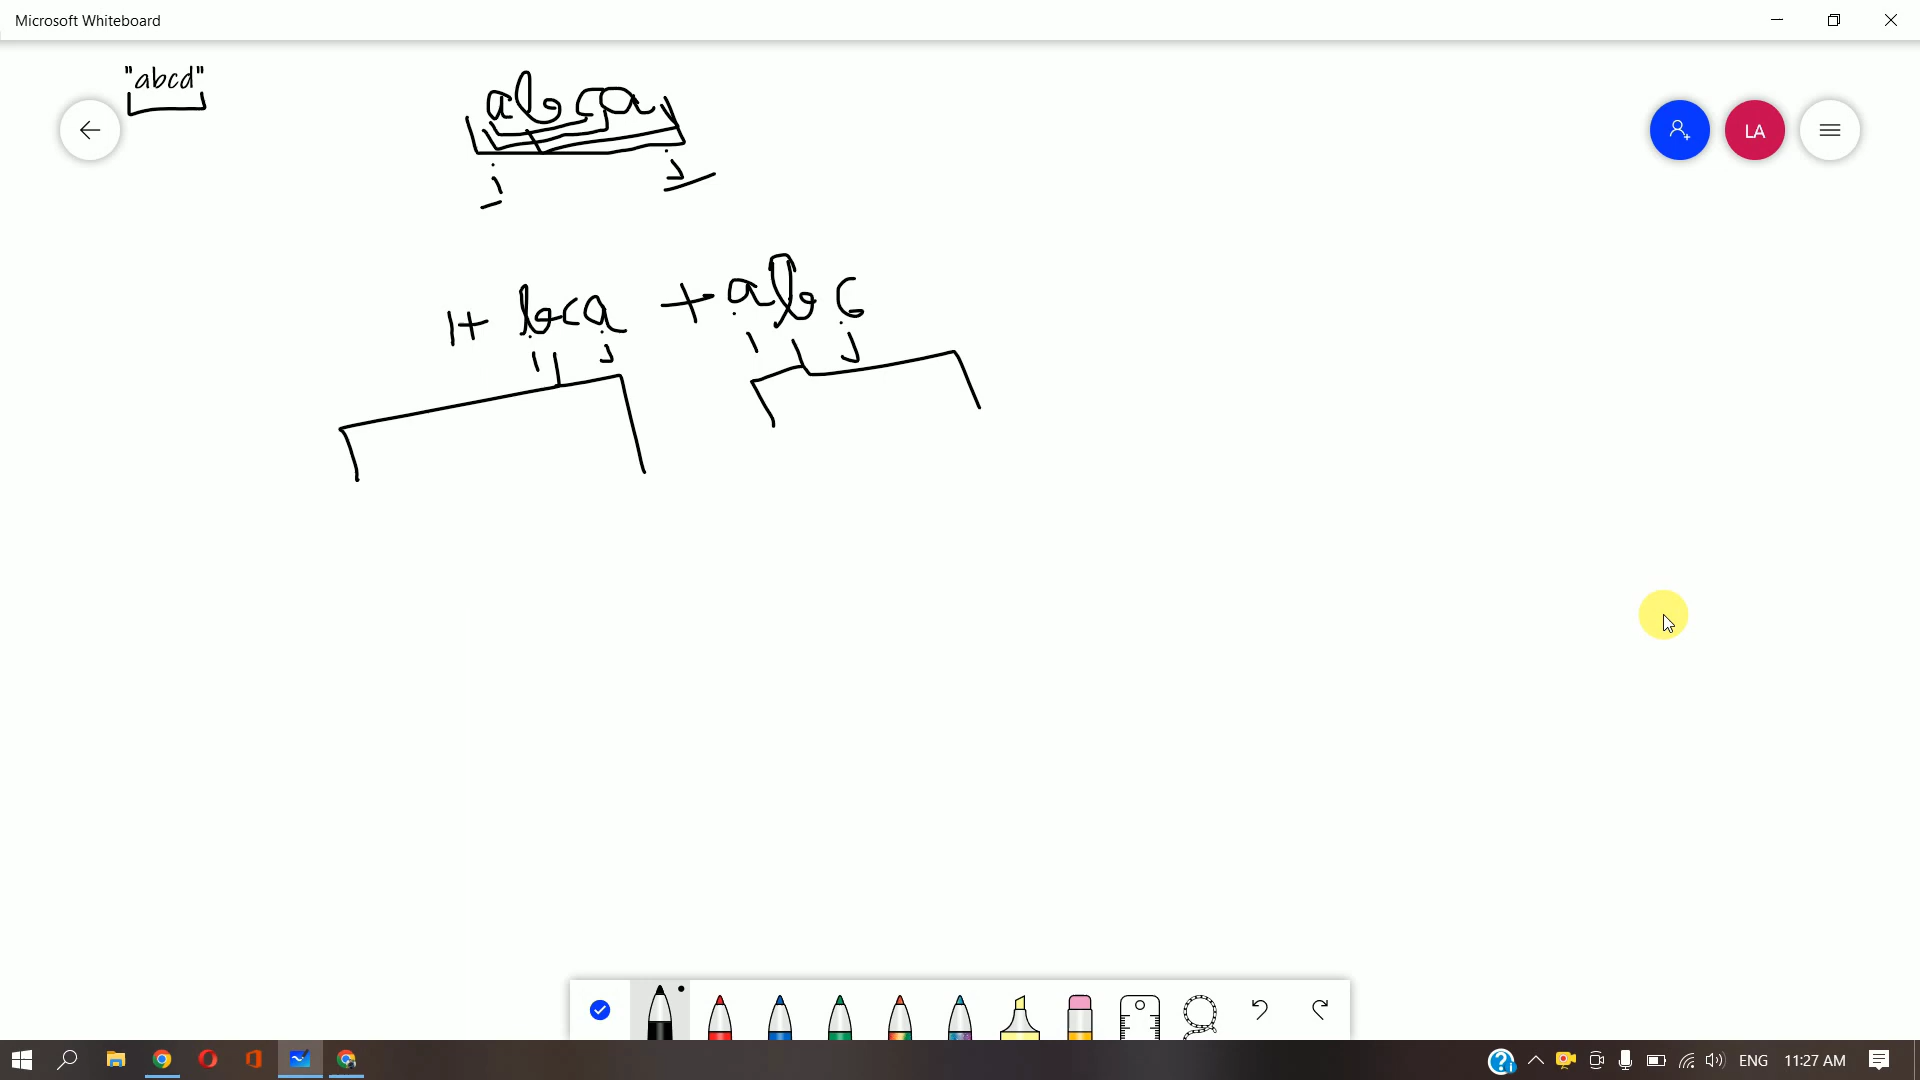 Microsoft Whiteboard
"abcd"
abca
i j
LA
1+ bca + abc
i j i j
ENG 11:27 AM